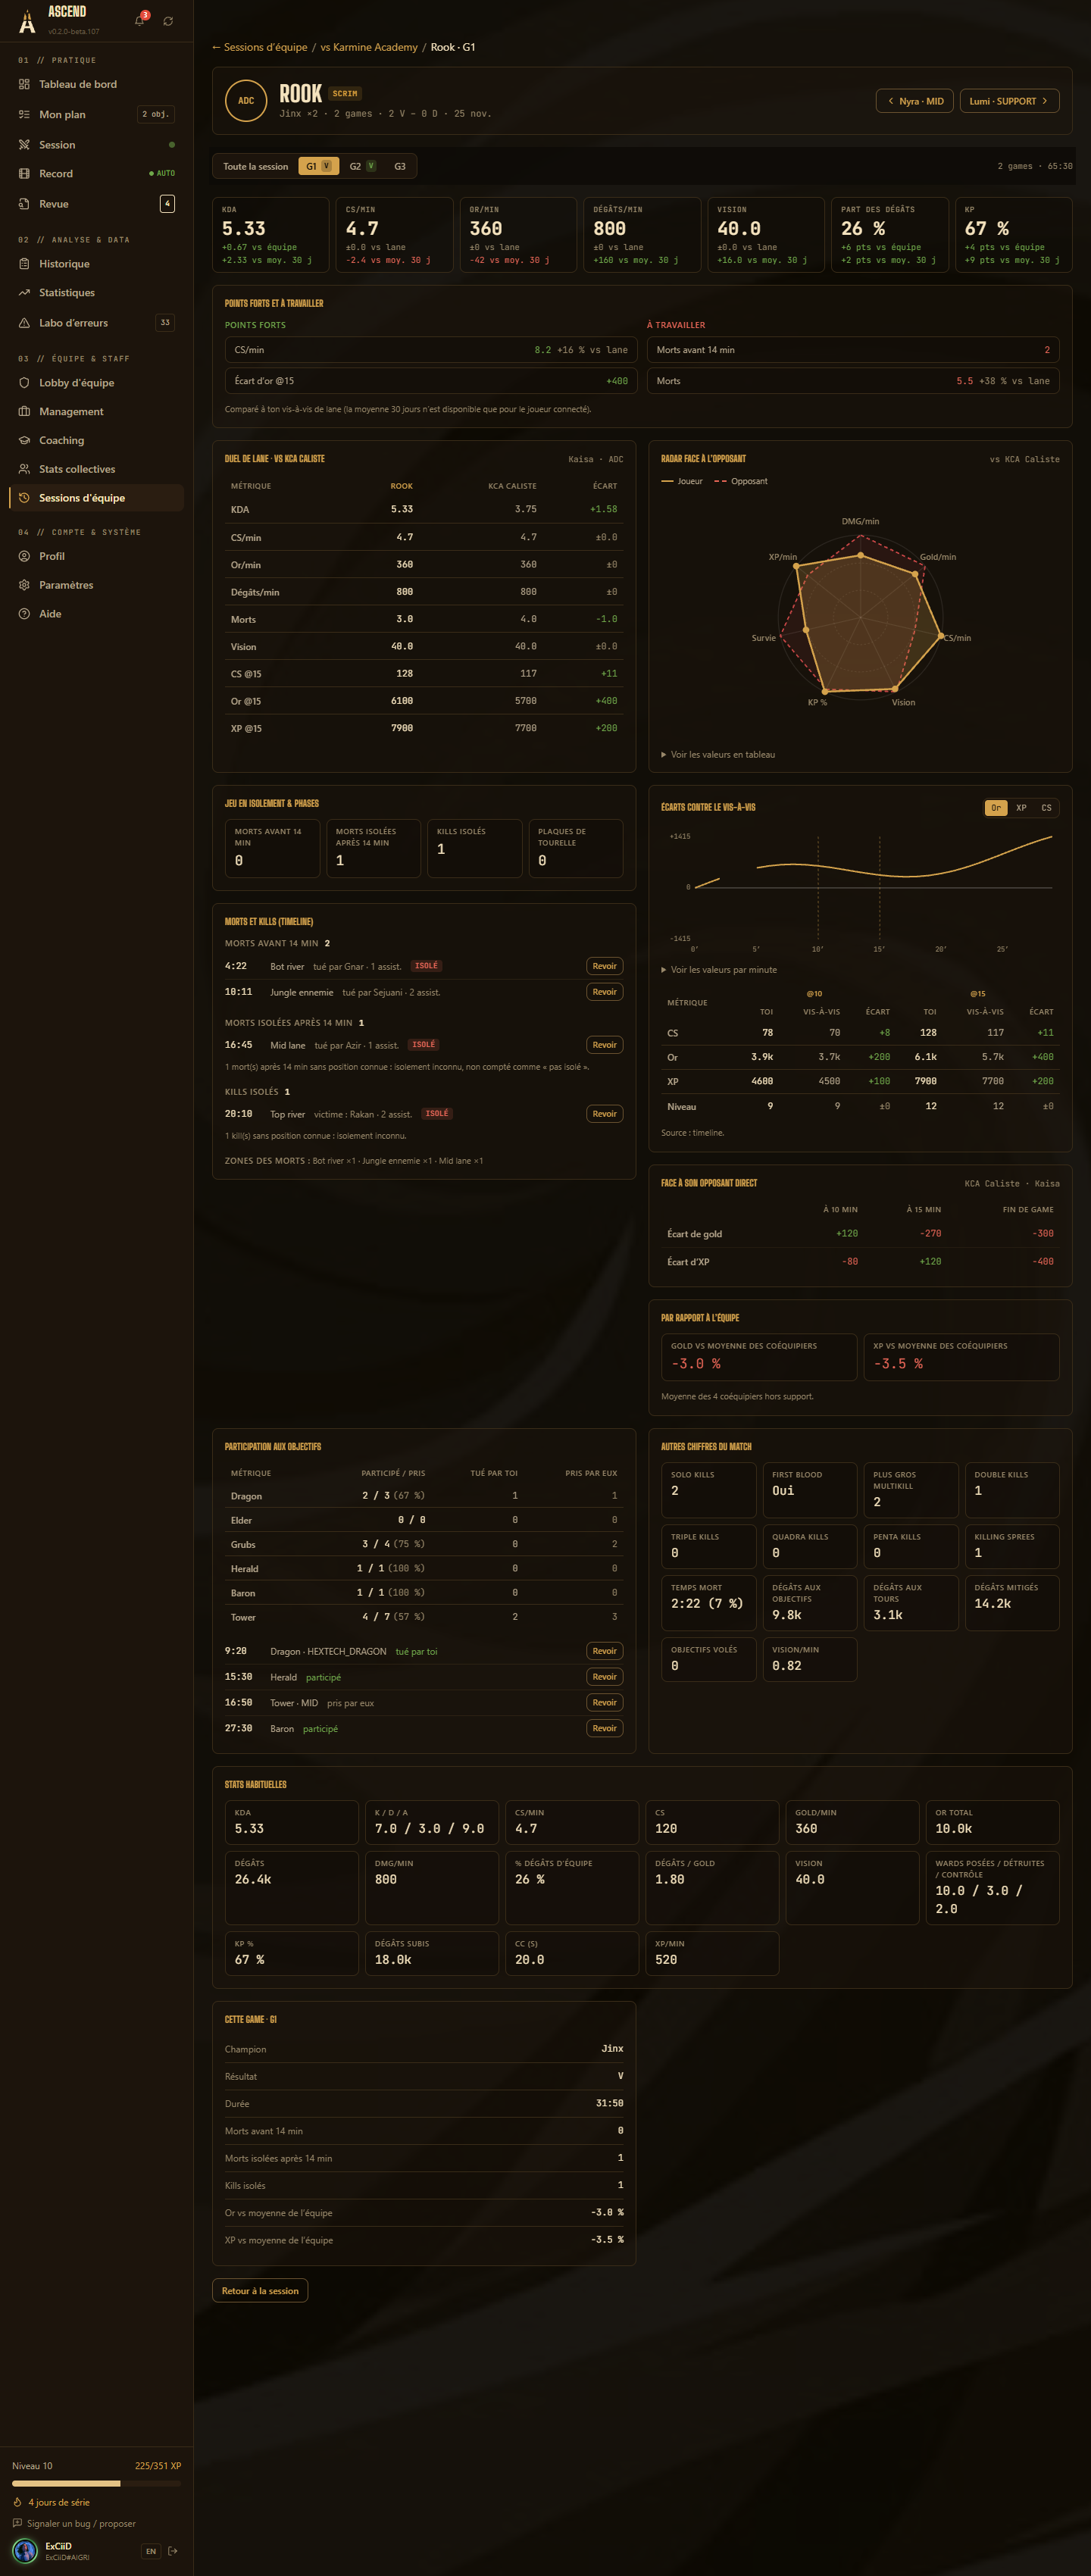 ASCEND
v0.2.0-beta.107
3
01 // PRATIQUE
Tableau de bord
Mon plan 2 obj.
Session
Record AUTO
Revue 4
02 // ANALYSE & DATA
Historique
Statistiques
Labo d'erreurs 33
03 // ÉQUIPE & STAFF
Lobby d'équipe
Management
Coaching
Stats collectives
Sessions d'équipe
04 // COMPTE & SYSTÈME
Profil
Paramètres
Aide
Niveau 10 225/351 XP
4 jours de série
Signaler un bug / proposer
ExCiiD
ExCiiD#AIGRI
EN
← Sessions d'équipe / vs Karmine Academy / Rook · G1
ADC
ROOK SCRIM
Jinx ×2 · 2 games · 2 V – 0 D · 25 nov.
Nyra · MID
Lumi · SUPPORT
Toute la session G1 V G2 V G3
2 games · 65:30
KDA
5.33
+0.67 vs équipe
+2.33 vs moy. 30 j
CS/MIN
4.7
±0.0 vs lane
-2.4 vs moy. 30 j
OR/MIN
360
±0 vs lane
-42 vs moy. 30 j
DÉGÂTS/MIN
800
±0 vs lane
+160 vs moy. 30 j
VISION
40.0
±0.0 vs lane
+16.0 vs moy. 30 j
PART DES DÉGÂTS
26 %
+6 pts vs équipe
+2 pts vs moy. 30 j
KP
67 %
+4 pts vs équipe
+9 pts vs moy. 30 j
POINTS FORTS ET À TRAVAILLER
POINTS FORTS
CS/min 8.2 +16 % vs lane
Écart d'or @15 +400
À TRAVAILLER
Morts avant 14 min 2
Morts 5.5 +38 % vs lane
Comparé à ton vis-à-vis de lane (la moyenne 30 jours n'est disponible que pour le joueur connecté).
DUEL DE LANE · VS KCA CALISTE Kaisa · ADC
MÉTRIQUE ROOK KCA CALISTE ÉCART
KDA 5.33 3.75 +1.58
CS/min 4.7 4.7 ±0.0
Or/min 360 360 ±0
Dégâts/min 800 800 ±0
Morts 3.0 4.0 -1.0
Vision 40.0 40.0 ±0.0
CS @15 128 117 +11
Or @15 6100 5700 +400
XP @15 7900 7700 +200
RADAR FACE À L'OPPOSANT vs KCA Caliste
Joueur Opposant
DMG/min
XP/min
Gold/min
Survie
CS/min
KP %
Vision
Voir les valeurs en tableau
JEU EN ISOLEMENT & PHASES
MORTS AVANT 14 MIN
0
MORTS ISOLÉES APRÈS 14 MIN
1
KILLS ISOLÉS
1
PLAQUES DE TOURELLE
0
MORTS ET KILLS (TIMELINE)
MORTS AVANT 14 MIN 2
4:22 Bot river tué par Gnar · 1 assist. ISOLÉ Revoir
10:11 Jungle ennemie tué par Sejuani · 2 assist. Revoir
MORTS ISOLÉES APRÈS 14 MIN 1
16:45 Mid lane tué par Azir · 1 assist. ISOLÉ Revoir
1 mort(s) après 14 min sans position connue : isolement inconnu, non compté comme « pas isolé ».
KILLS ISOLÉS 1
20:10 Top river victime : Rakan · 2 assist. ISOLÉ Revoir
1 kill(s) sans position connue : isolement inconnu.
ZONES DES MORTS : Bot river ×1 · Jungle ennemie ×1 · Mid lane ×1
ÉCARTS CONTRE LE VIS-À-VIS Or XP CS
+1415
0
-1415
0' 5' 10' 15' 20' 25'
Voir les valeurs par minute
@10 @15
MÉTRIQUE TOI VIS-À-VIS ÉCART TOI VIS-À-VIS ÉCART
CS 78 70 +8 128 117 +11
Or 3.9k 3.7k +200 6.1k 5.7k +400
XP 4600 4500 +100 7900 7700 +200
Niveau 9 9 ±0 12 12 ±0
Source : timeline.
FACE À SON OPPOSANT DIRECT KCA Caliste · Kaisa
À 10 MIN À 15 MIN FIN DE GAME
Écart de gold +120 -270 -300
Écart d'XP -80 +120 -400
PAR RAPPORT À L'ÉQUIPE
GOLD VS MOYENNE DES COÉQUIPIERS
-3.0 %
XP VS MOYENNE DES COÉQUIPIERS
-3.5 %
Moyenne des 4 coéquipiers hors support.
PARTICIPATION AUX OBJECTIFS
MÉTRIQUE PARTICIPÉ / PRIS TUÉ PAR TOI PRIS PAR EUX
Dragon 2 / 3 (67 %) 1 1
Elder 0 / 0 0 0
Grubs 3 / 4 (75 %) 0 2
Herald 1 / 1 (100 %) 0 0
Baron 1 / 1 (100 %) 0 0
Tower 4 / 7 (57 %) 2 3
9:20 Dragon · HEXTECH_DRAGON tué par toi Revoir
15:30 Herald participé Revoir
16:50 Tower · MID pris par eux Revoir
27:30 Baron participé Revoir
AUTRES CHIFFRES DU MATCH
SOLO KILLS
2
FIRST BLOOD
Oui
PLUS GROS MULTIKILL
2
DOUBLE KILLS
1
TRIPLE KILLS
0
QUADRA KILLS
0
PENTA KILLS
0
KILLING SPREES
1
TEMPS MORT
2:22 (7 %)
DÉGÂTS AUX OBJECTIFS
9.8k
DÉGÂTS AUX TOURS
3.1k
DÉGÂTS MITIGÉS
14.2k
OBJECTIFS VOLÉS
0
VISION/MIN
0.82
STATS HABITUELLES
KDA
5.33
K / D / A
7.0 / 3.0 / 9.0
CS/MIN
4.7
CS
120
GOLD/MIN
360
OR TOTAL
10.0k
DÉGÂTS
26.4k
DMG/MIN
800
% DÉGÂTS D'ÉQUIPE
26 %
DÉGÂTS / GOLD
1.80
VISION
40.0
WARDS POSÉES / DÉTRUITES / CONTRÔLE
10.0 / 3.0 / 2.0
KP %
67 %
DÉGÂTS SUBIS
18.0k
CC (S)
20.0
XP/MIN
520
CETTE GAME · G1
Champion Jinx
Résultat V
Durée 31:50
Morts avant 14 min 0
Morts isolées après 14 min 1
Kills isolés 1
Or vs moyenne de l'équipe -3.0 %
XP vs moyenne de l'équipe -3.5 %
Retour à la session